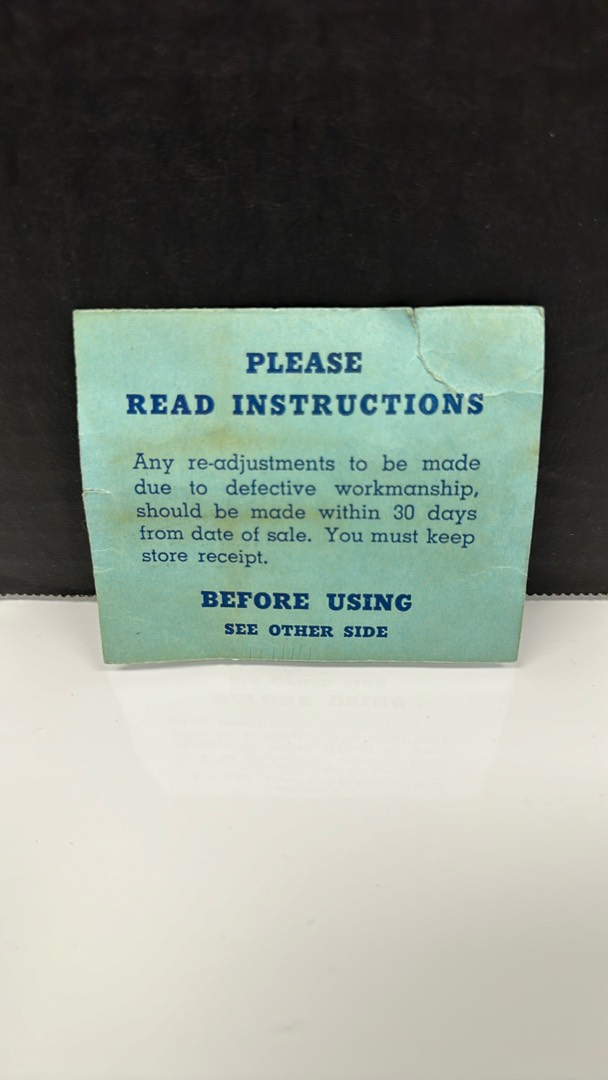 PLEASE
READ INSTRUCTIONS
Any re-adjustments to be made
due to defective workmanship,
should be made within 30 days
from date of sale. You must keep
store receipt.
BEFORE USING
SEE OTHER SIDE